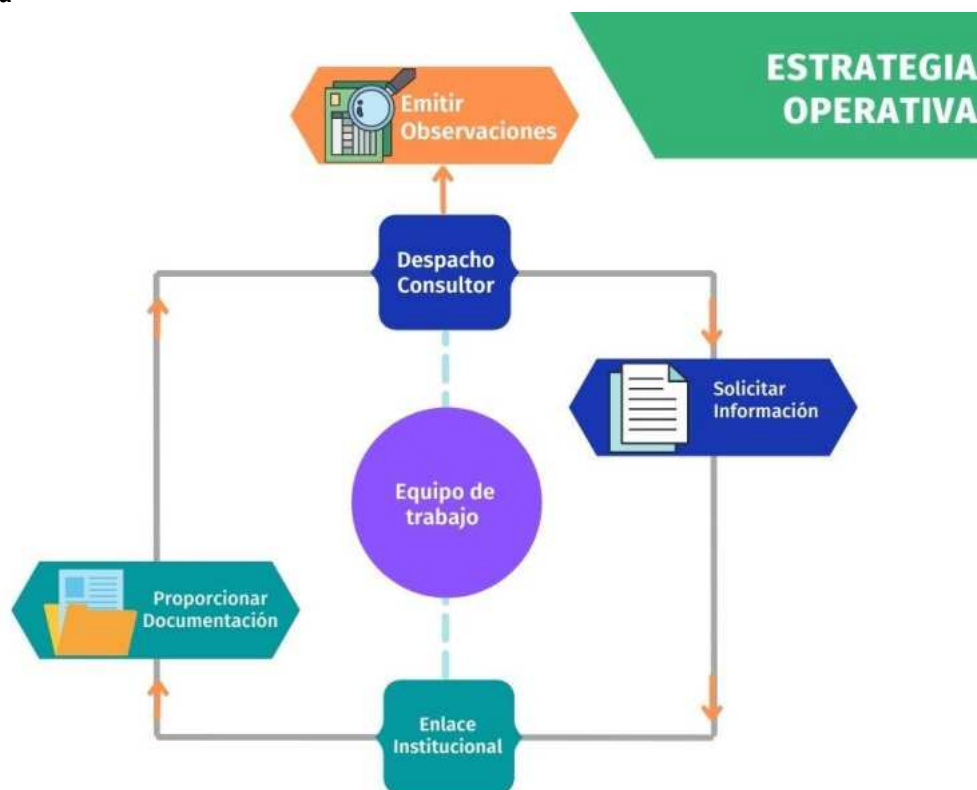 ESTRATEGIA
OPERATIVA
Emitir
Observaciones
Despacho
Consultor
Solicitar
Información
Equipo de
trabajo
Proporcionar
Documentación
Enlace
Institucional